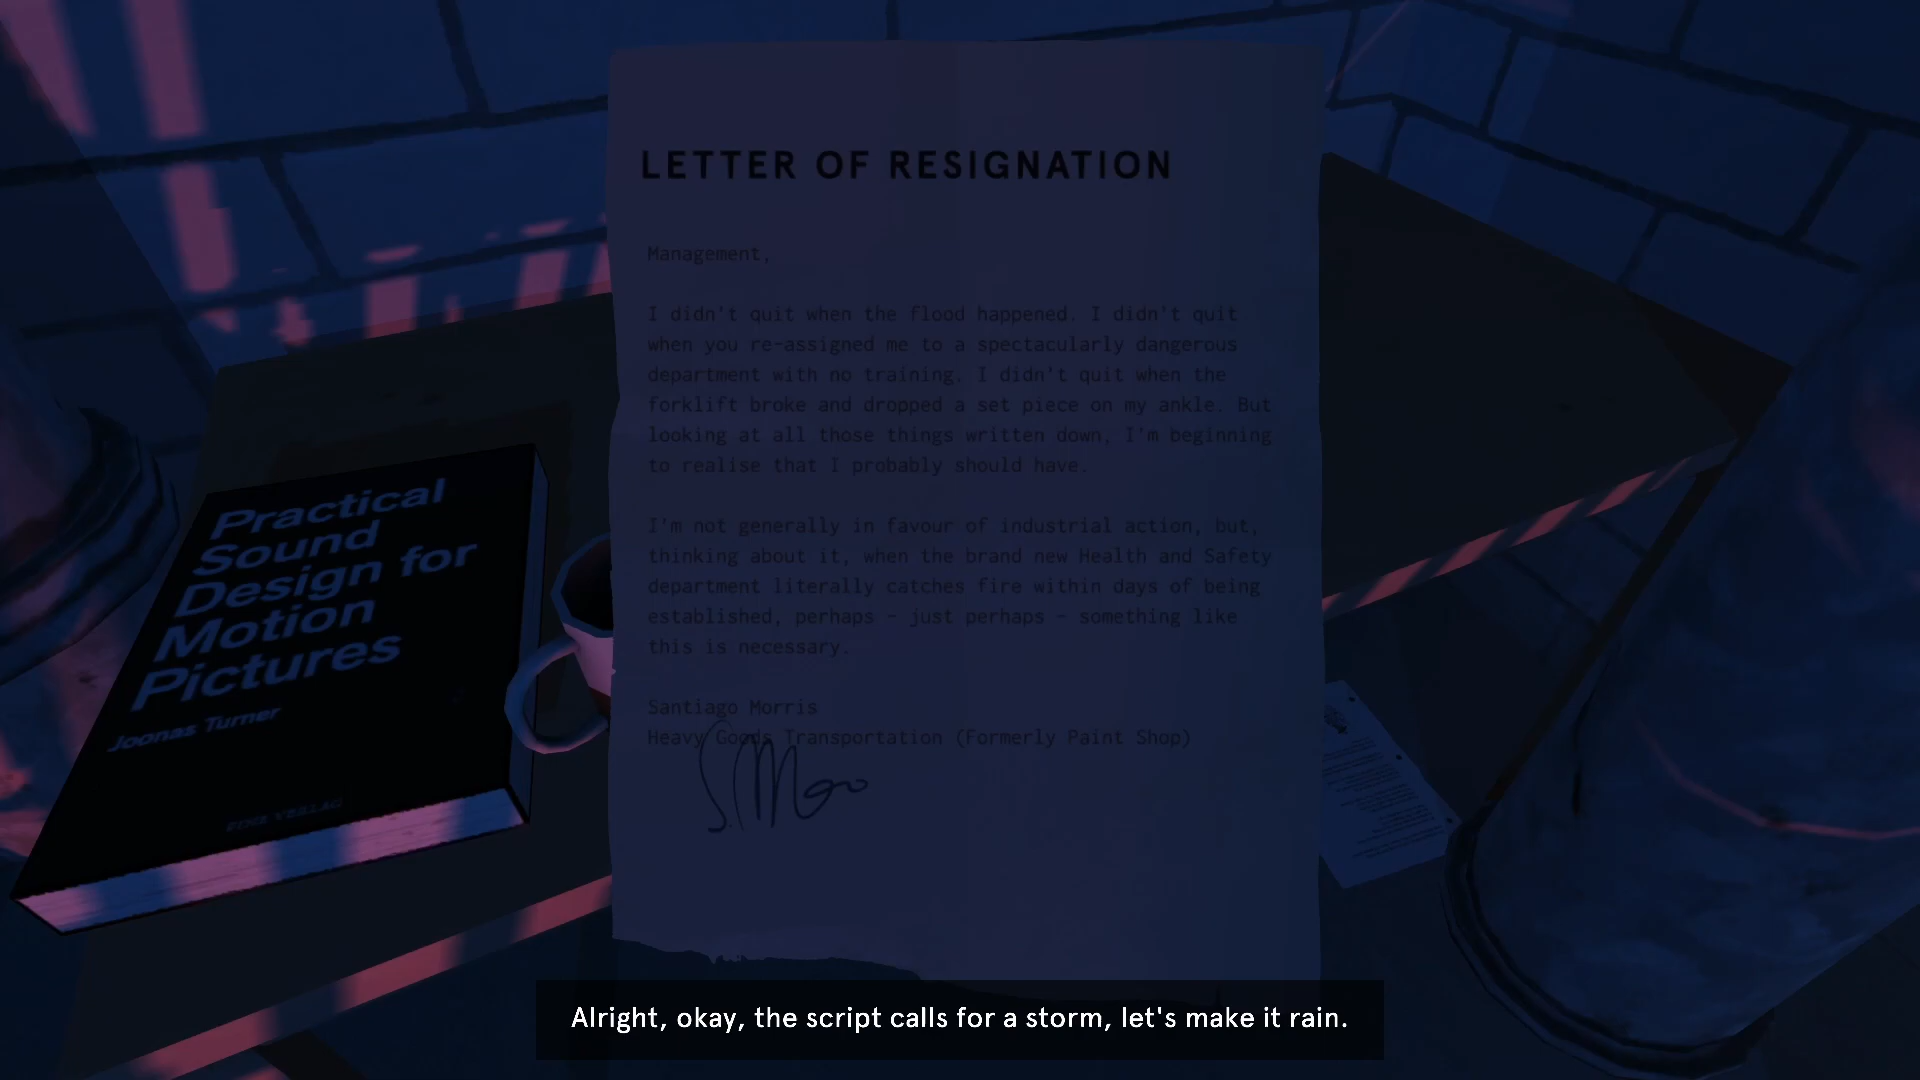 LETTER OF RESIGNATION
Management,
I didn't quit when the flood happened. I didn't quit
when you re-assigned me to a spectacularly dangerous
department with no training. I didn't quit when the
forklift broke and dropped a set piece on my ankle. But
looking at all those things written down, I'm beginning
to realise that I probably should have.
I'm not generally in favour of industrial action, but,
thinking about it, when the brand new Health and Safety
department literally catches fire within days of being
established, perhaps – just perhaps – something like
this is necessary.
Santiago Morris
Heavy Goods Transportation (Formerly Paint Shop)
Practical
Sound
Design for
Motion
Pictures
Joonas Turner
VERLAG
Alright, okay, the script calls for a storm, let's make it rain.